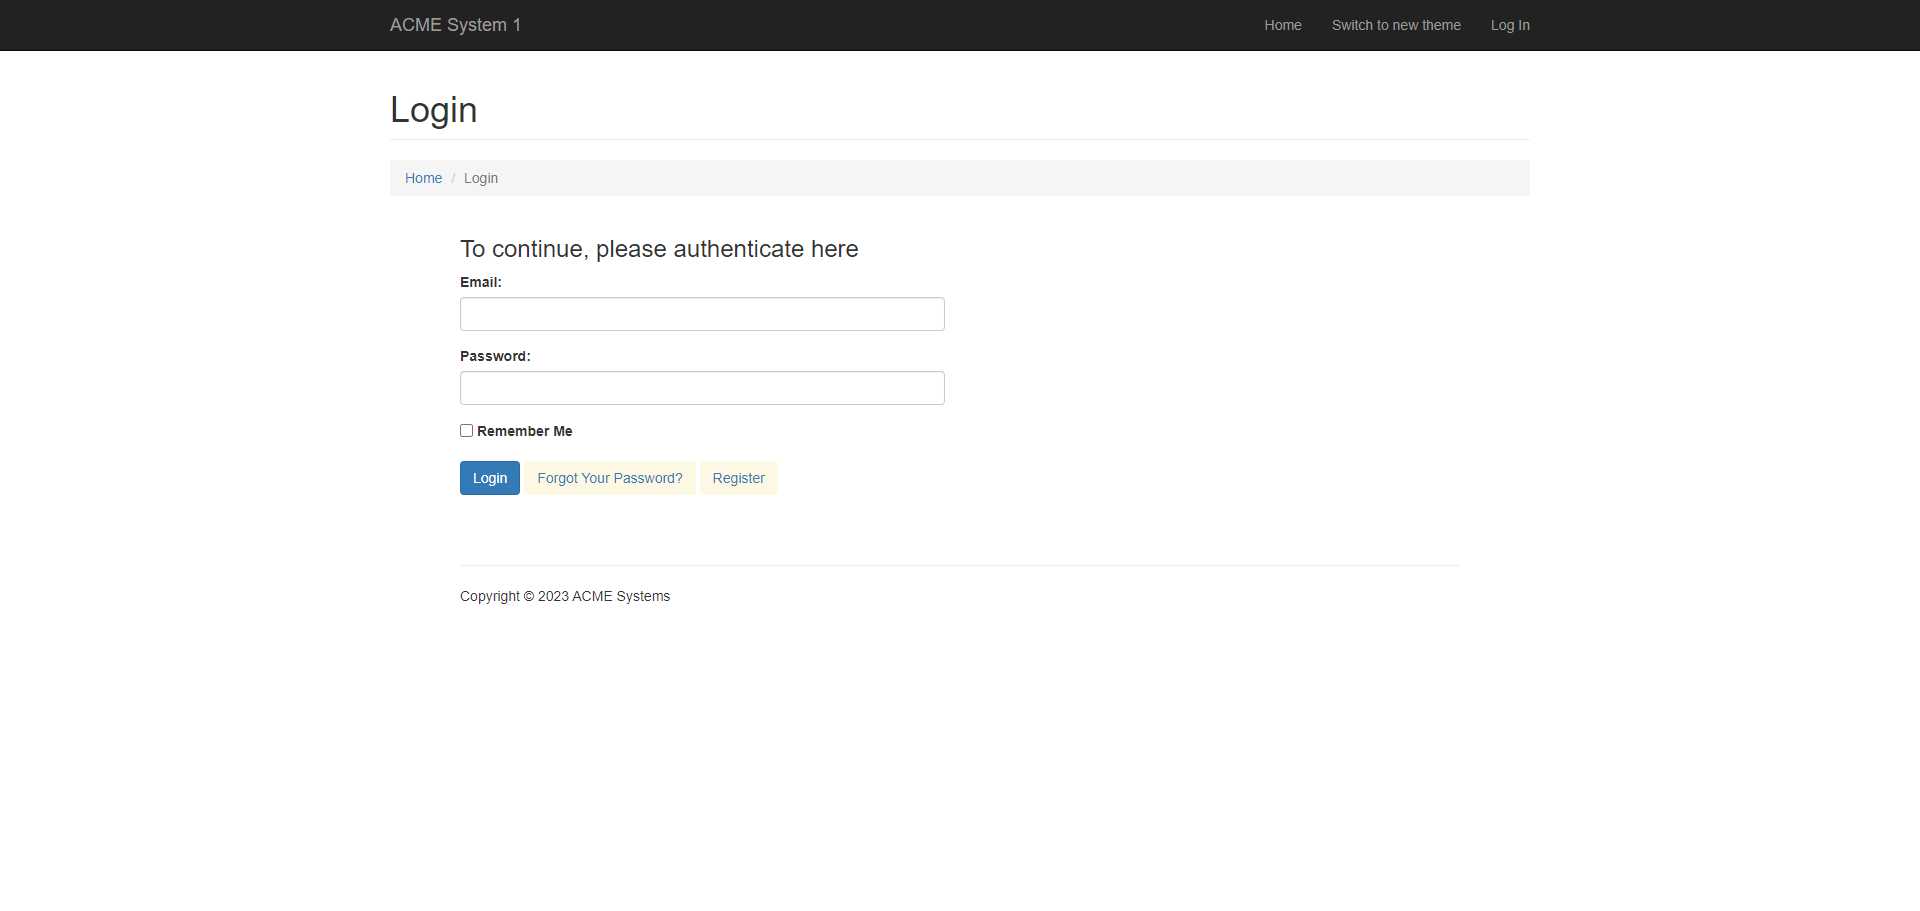 ACME System 1 Home Switch to new theme Log In
Login
Home / Login
To continue, please authenticate here
Email:
Password:
Remember Me
Login Forgot Your Password? Register
Copyright © 2023 ACME Systems